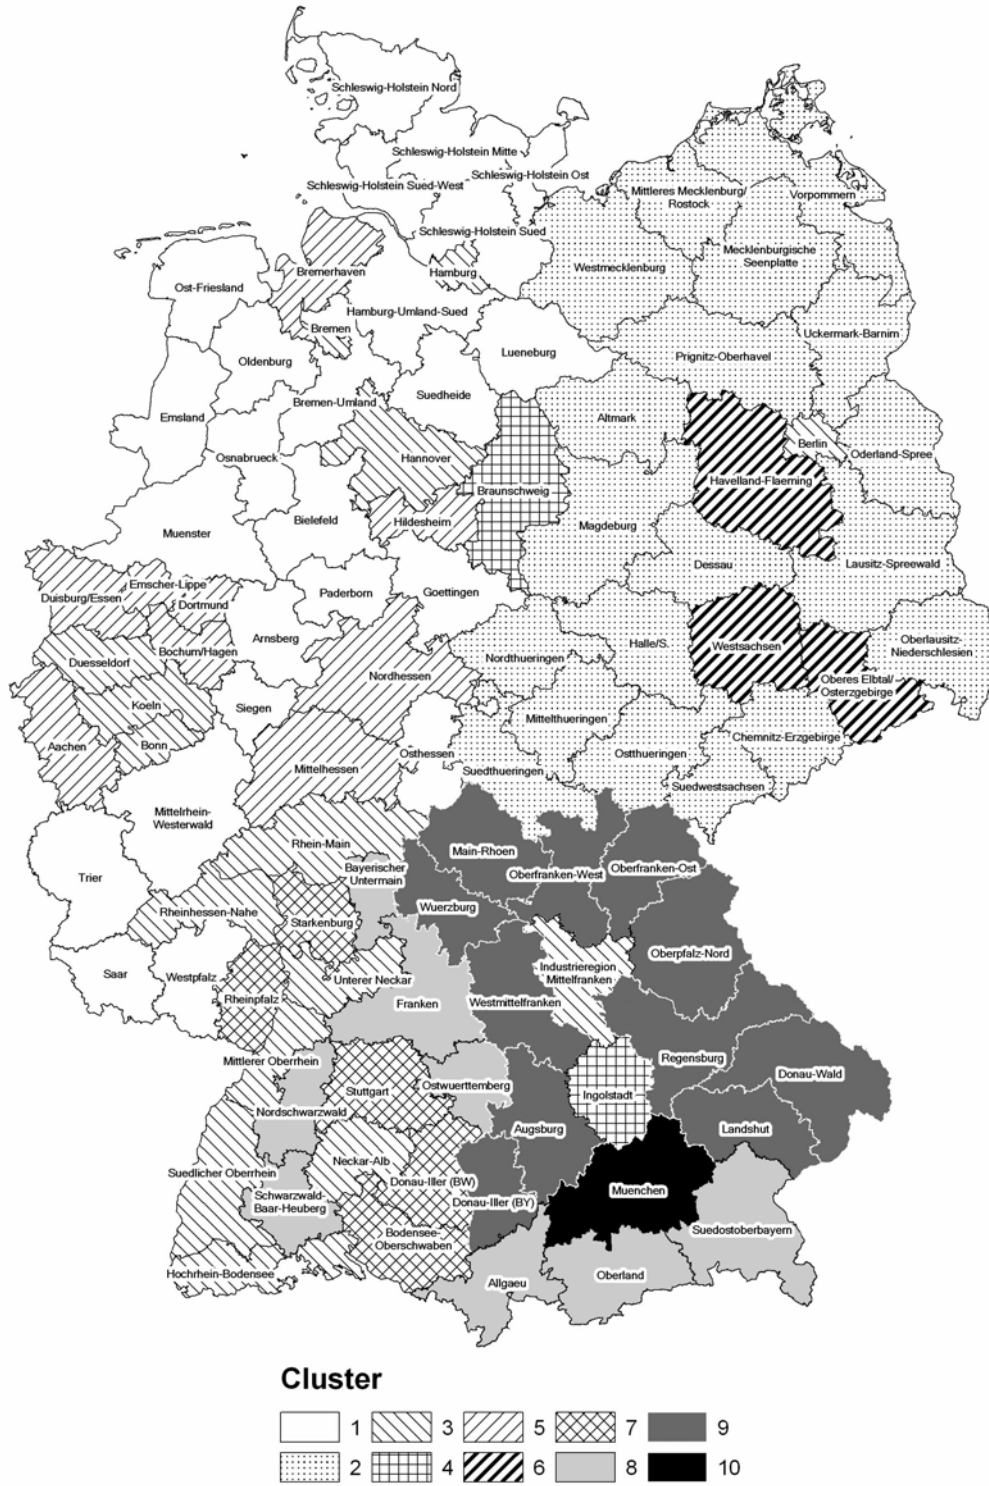 Schleswig-Holstein Nord
Schleswig-Holstein Mitte
Schleswig-Holstein Ost
Schleswig-Holstein Sued-West
Mittleres Mecklenburg/
Rostock
Vorpommern
Schleswig-Holstein Sued
Mecklenburgische
Seenplatte
Bremerhaven
Hamburg
Westmecklenburg
Ost-Friesland
Hamburg-Umland-Sued
Bremen
Uckermark-Barnim
Lueneburg
Prignitz-Oberhavel
Oldenburg
Suedheide
Bremen-Umland
Emsland
Altmark
Berlin
Oderland-Spree
Osnabrueck
Hannover
Havelland-Flaeming
Braunschweig
Bielefeld
Hildesheim
Magdeburg
Muenster
Dessau
Lausitz-Spreewald
Emscher-Lippe
Duisburg/Essen
Dortmund
Paderborn
Goettingen
Arnsberg
Halle/S.
Westsachsen
Oberlausitz-
Niederschlesien
Bochum/Hagen
Duesseldorf
Nordthueringen
Nordhessen
Oberes Elbtal/
Osterzgebirge
Koeln
Siegen
Mittelthueringen
Chemnitz-Erzgebirge
Aachen
Bonn
Osthessen
Ostthueringen
Mittelhessen
Suedthueringen
Suedwestsachsen
Mittelrhein-
Westerwald
Rhein-Main
Main-Rhoen
Bayerischer
Untermain
Oberfranken-West
Oberfranken-Ost
Trier
Wuerzburg
Rheinhessen-Nahe
Starkenburg
Oberpfalz-Nord
Saar
Westpfalz
Unterer Neckar
Industrieregion
Mittelfranken
Rheinpfalz
Franken
Westmittelfranken
Mittlerer Oberrhein
Regensburg
Donau-Wald
Stuttgart
Ostwuerttemberg
Ingolstadt
Nordschwarzwald
Augsburg
Landshut
Neckar-Alb
Suedlicher Oberrhein
Donau-Iller (BW)
Muenchen
Schwarzwald-
Baar-Heuberg
Donau-Iller (BY)
Bodensee-
Oberschwaben
Suedostoberbayern
Hochrhein-Bodensee
Allgaeu
Oberland
Cluster
1 3 5 7 9
2 4 6 8 10